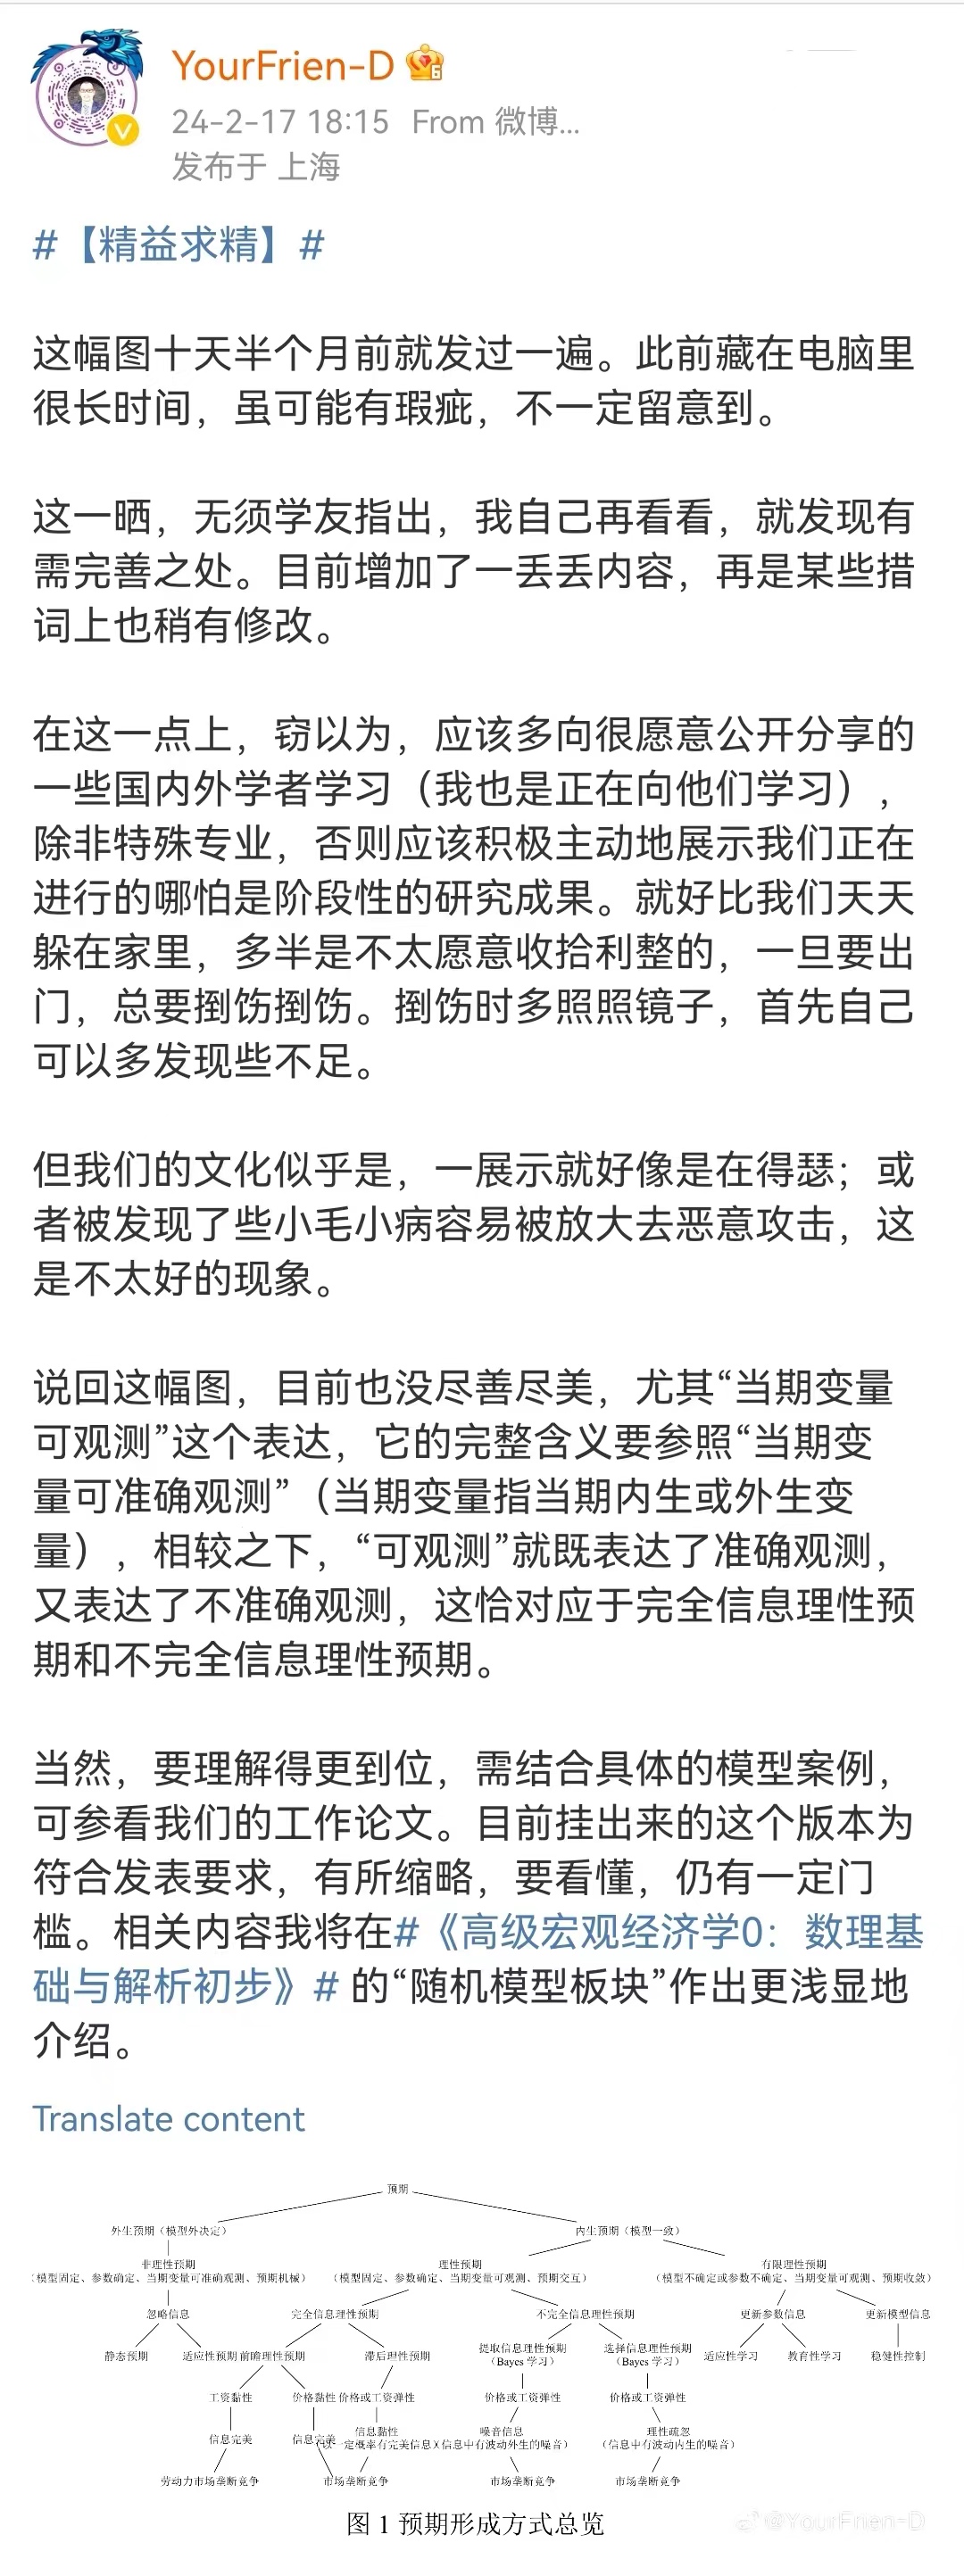 YourFrien-D
24-2-17 18:15 From 微博...
发布于 上海
#【精益求精】#
这幅图十天半个月前就发过一遍。此前藏在电脑里
很长时间，虽可能有瑕疵，不一定留意到。
这一晒，无须学友指出，我自己再看看，就发现有
需完善之处。目前增加了一丢丢内容，再是某些措
词上也稍有修改。
在这一点上，窃以为，应该多向很愿意公开分享的
一些国内外学者学习（我也是正在向他们学习），
除非特殊专业，否则应该积极主动地展示我们正在
进行的哪怕是阶段性的研究成果。就好比我们天天
躲在家里，多半是不太愿意收拾利整的，一旦要出
门，总要捯饬捯饬。捯饬时多照照镜子，首先自己
可以多发现些不足。
但我们的文化似乎是，一展示就好像是在得瑟；或
者被发现了些小毛小病容易被放大去恶意攻击，这
是不太好的现象。
说回这幅图，目前也没尽善尽美，尤其“当期变量
可观测”这个表达，它的完整含义要参照“当期变
量可准确观测”（当期变量指当期内生或外生变
量），相较之下，“可观测”就既表达了准确观测，
又表达了不准确观测，这恰对应于完全信息理性预
期和不完全信息理性预期。
当然，要理解得更到位，需结合具体的模型案例，
可参看我们的工作论文。目前挂出来的这个版本为
符合发表要求，有所缩略，要看懂，仍有一定门
槛。相关内容我将在#《高级宏观经济学0：数理基
础与解析初步》# 的“随机模型板块”作出更浅显地
介绍。
Translate content
预期
外生预期（模型外决定） 内生预期（模型一致）
非理性预期 理性预期 有限理性预期
（模型固定、参数确定、当期变量可准确观测、预期机械） （模型固定、参数确定、当期变量可观测、预期交互） （模型不确定或参数不确定、当期变量可观测、预期收敛）
忽略信息 完全信息理性预期 不完全信息理性预期 更新参数信息 更新模型信息
静态预期 适应性预期 前瞻理性预期 滞后理性预期 提取信息理性预期 选择信息理性预期 适应性学习 教育性学习 稳健性控制
（Bayes 学习） （Bayes 学习）
工资黏性 价格黏性 价格或工资弹性 价格或工资弹性 价格或工资弹性
信息完美 信息完美 信息黏性 噪音信息 理性疏忽
（以一定概率有完美信息）（信息中有波动外生的噪音） （信息中有波动内生的噪音）
劳动力市场垄断竞争 市场垄断竞争 市场垄断竞争 市场垄断竞争
图 1 预期形成方式总览
@YourFrien-D